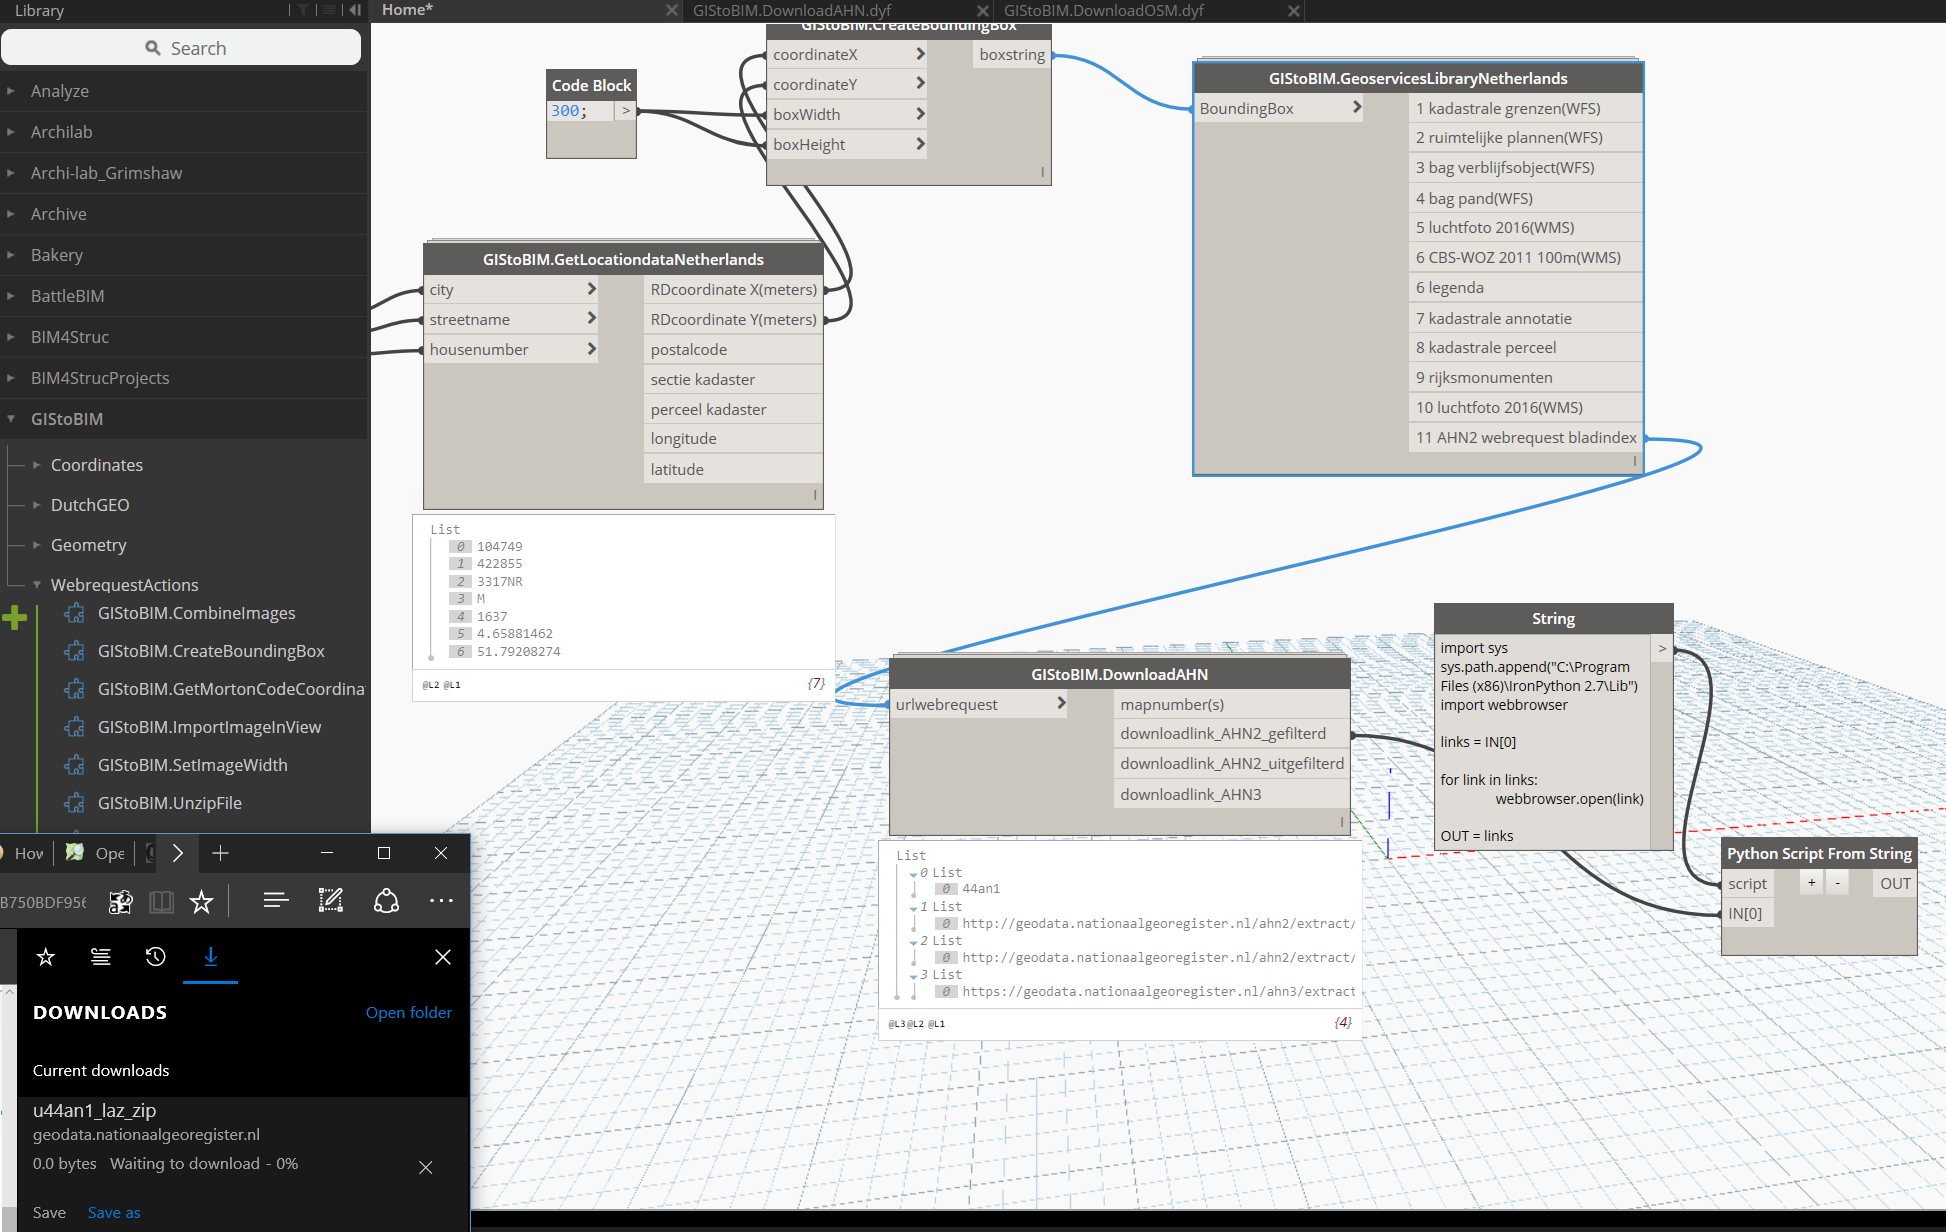 Library
Home*
GIStoBIM.DownloadAHN.dyf
GIStoBIM.DownloadOSM.dyf
Search
Analyze
Archilab
Archi-lab_Grimshaw
Archive
Bakery
BattleBIM
BIM4Struc
BIM4StrucProjects
GIStoBIM
Coordinates
DutchGEO
Geometry
WebrequestActions
GIStoBIM.CombineImages
GIStoBIM.CreateBoundingBox
GIStoBIM.GetMortonCodeCoordina
GIStoBIM.ImportImageInView
GIStoBIM.SetImageWidth
GIStoBIM.UnzipFile
Code Block
300; >
GIStoBIM.CreateBoundingBox
coordinateX
coordinateY
boxWidth
boxHeight
boxstring
GIStoBIM.GeoservicesLibraryNetherlands
BoundingBox
1 kadastrale grenzen(WFS)
2 ruimtelijke plannen(WFS)
3 bag verblijfsobject(WFS)
4 bag pand(WFS)
5 luchtfoto 2016(WMS)
6 CBS-WOZ 2011 100m(WMS)
6 legenda
7 kadastrale annotatie
8 kadastrale perceel
9 rijksmonumenten
10 luchtfoto 2016(WMS)
11 AHN2 webrequest bladindex
GIStoBIM.GetLocationdataNetherlands
city
streetname
housenumber
RDcoordinate X(meters)
RDcoordinate Y(meters)
postalcode
sectie kadaster
perceel kadaster
longitude
latitude
List
0 104749
1 422855
2 3317NR
3 M
4 1637
5 4.65881462
6 51.79208274
@L2 @L1 {7}
GIStoBIM.DownloadAHN
urlwebrequest
mapnumber(s)
downloadlink_AHN2_gefilterd
downloadlink_AHN2_uitgefilterd
downloadlink_AHN3
List
0 List
0 44an1
1 List
0 http://geodata.nationaalgeoregister.nl/ahn2/extract/
2 List
0 http://geodata.nationaalgeoregister.nl/ahn2/extract/
3 List
0 https://geodata.nationaalgeoregister.nl/ahn3/extract
@L3 @L2 @L1 {4}
String
import sys
sys.path.append("C:\Program
Files (x86)\IronPython 2.7\Lib")
import webbrowser
links = IN[0]
for link in links:
webbrowser.open(link)
OUT = links
>
Python Script From String
script + - OUT
IN[0]
How
Ope
B750BDF956
DOWNLOADS
Open folder
Current downloads
u44an1_laz_zip
geodata.nationaalgeoregister.nl
0.0 bytes Waiting to download - 0%
Save Save as